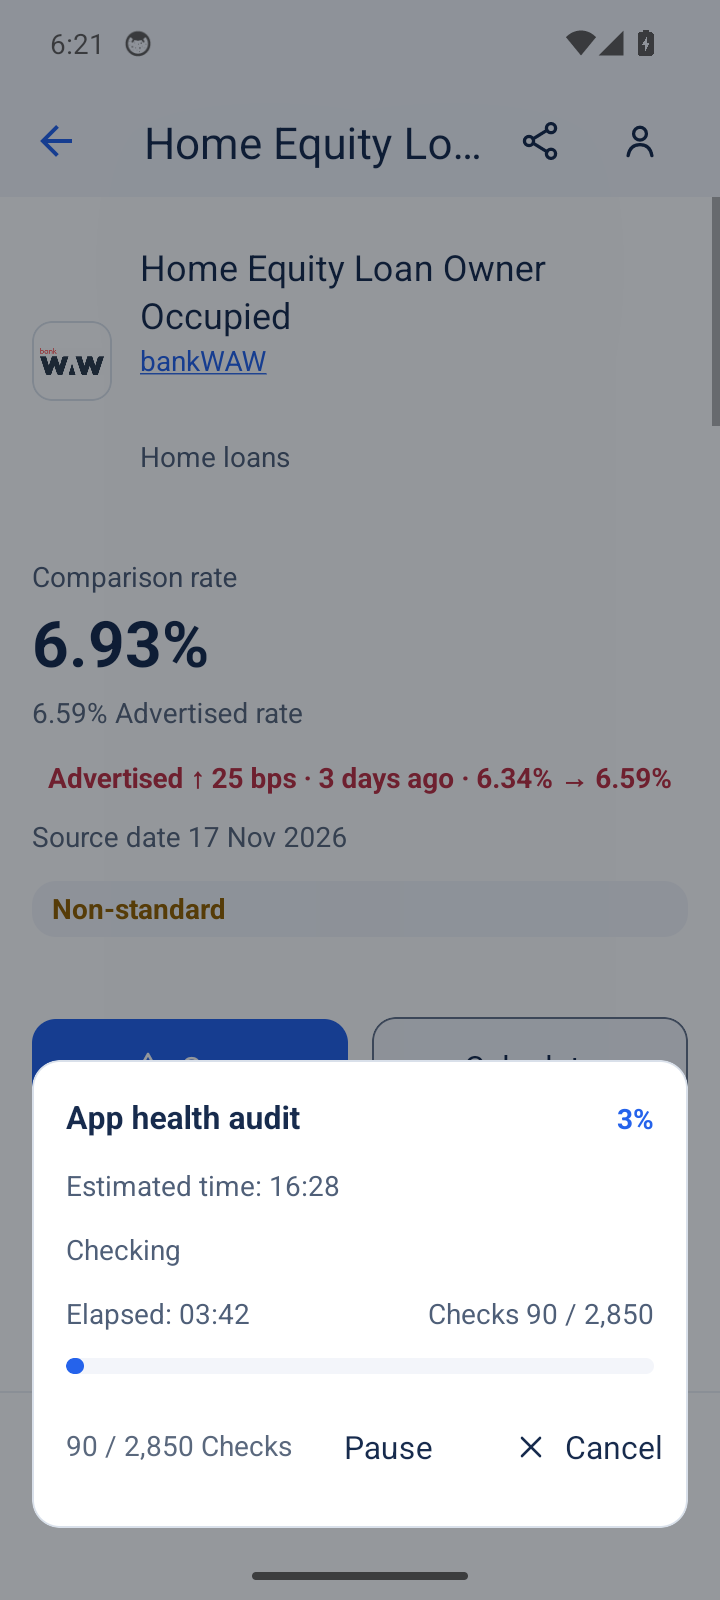 6:21
Home Equity Lo...
Home Equity Loan Owner
Occupied
bank
WAW
bankWAW
Home loans
Comparison rate
6.93%
6.59% Advertised rate
Advertised ↑ 25 bps · 3 days ago · 6.34% → 6.59%
Source date 17 Nov 2026
Non-standard
App health audit
3%
Estimated time: 16:28
Checking
Elapsed: 03:42
Checks 90 / 2,850
90 / 2,850 Checks
Pause
Cancel